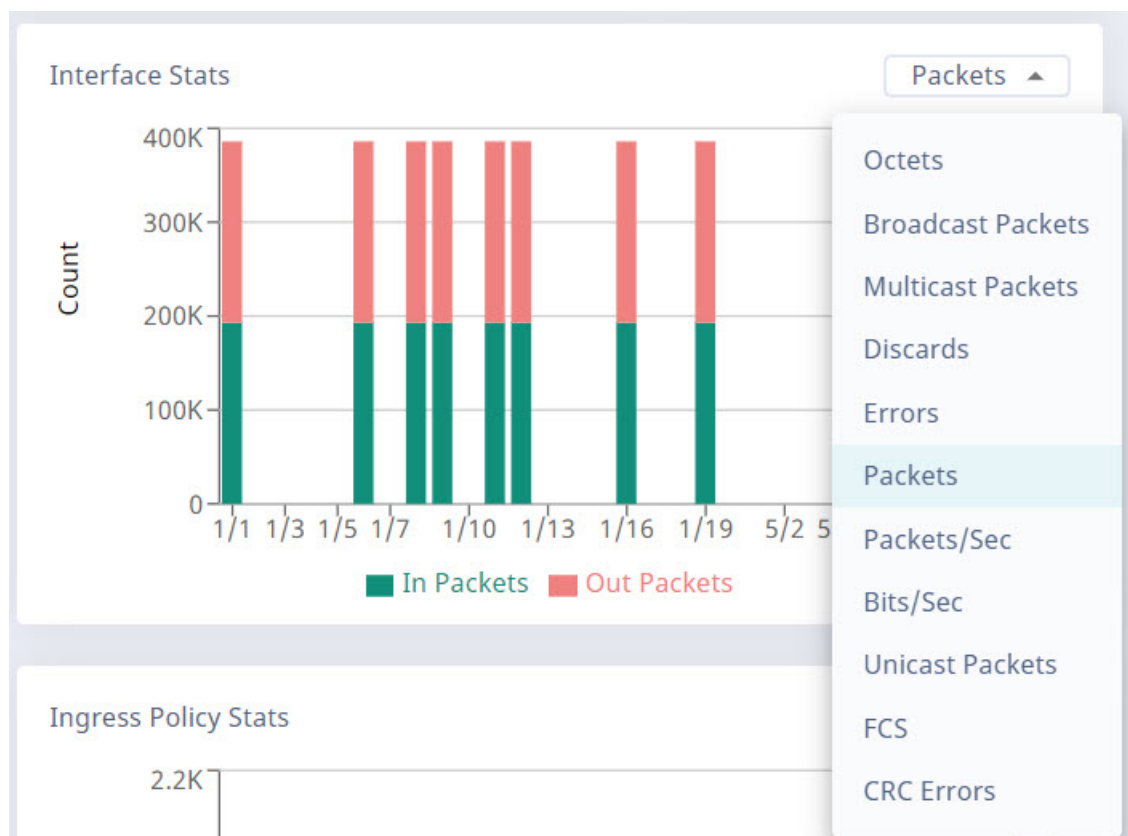 Interface Stats
Packets
400K
300K
200K
100K
0
Count
1/1 1/3 1/5 1/7 1/10 1/13 1/16 1/19 5/2 5
In Packets Out Packets
Octets
Broadcast Packets
Multicast Packets
Discards
Errors
Packets
Packets/Sec
Bits/Sec
Unicast Packets
FCS
CRC Errors
Ingress Policy Stats
2.2K